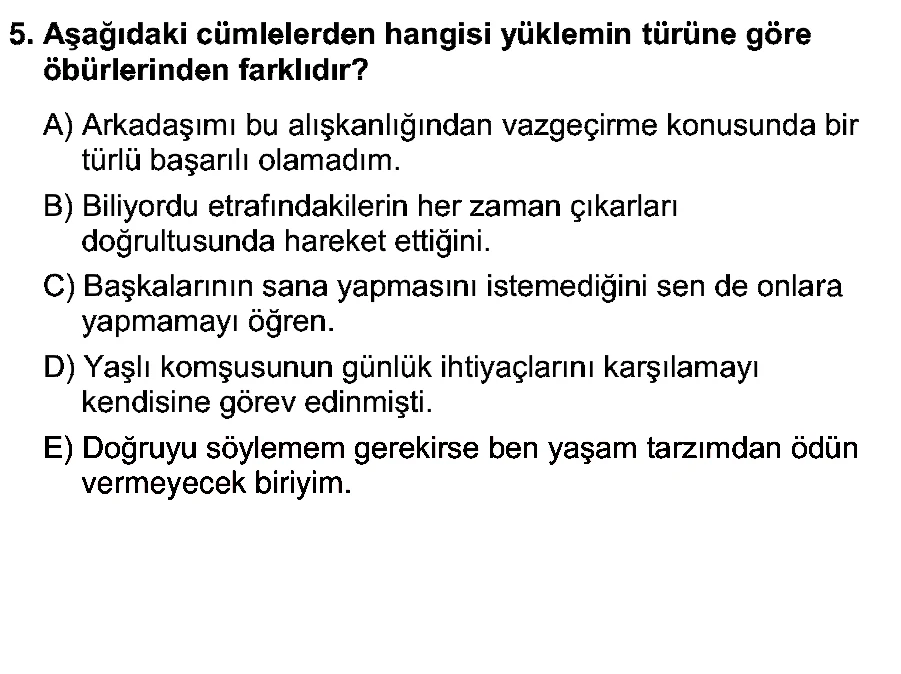 5. Aşağıdaki cümlelerden hangisi yüklemin türüne göre
öbürlerinden farklıdır?
A) Arkadaşımı bu alışkanlığından vazgeçirme konusunda bir
türlü başarılı olamadım.
B) Biliyordu etrafındakilerin her zaman çıkarları
doğrultusunda hareket ettiğini.
C) Başkalarının sana yapmasını istemediğini sen de onlara
yapmamayı öğren.
D) Yaşlı komşusunun günlük ihtiyaçlarını karşılamayı
kendisine görev edinmişti.
E) Doğruyu söylemem gerekirse ben yaşam tarzımdan ödün
vermeyecek biriyim.